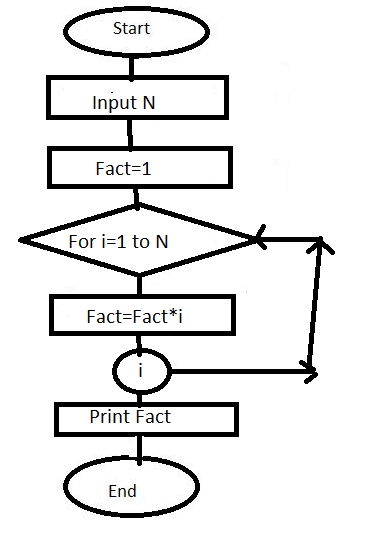 Start
Input N
Fact=1
For i=1 to N
Fact=Fact*i
i
Print Fact
End